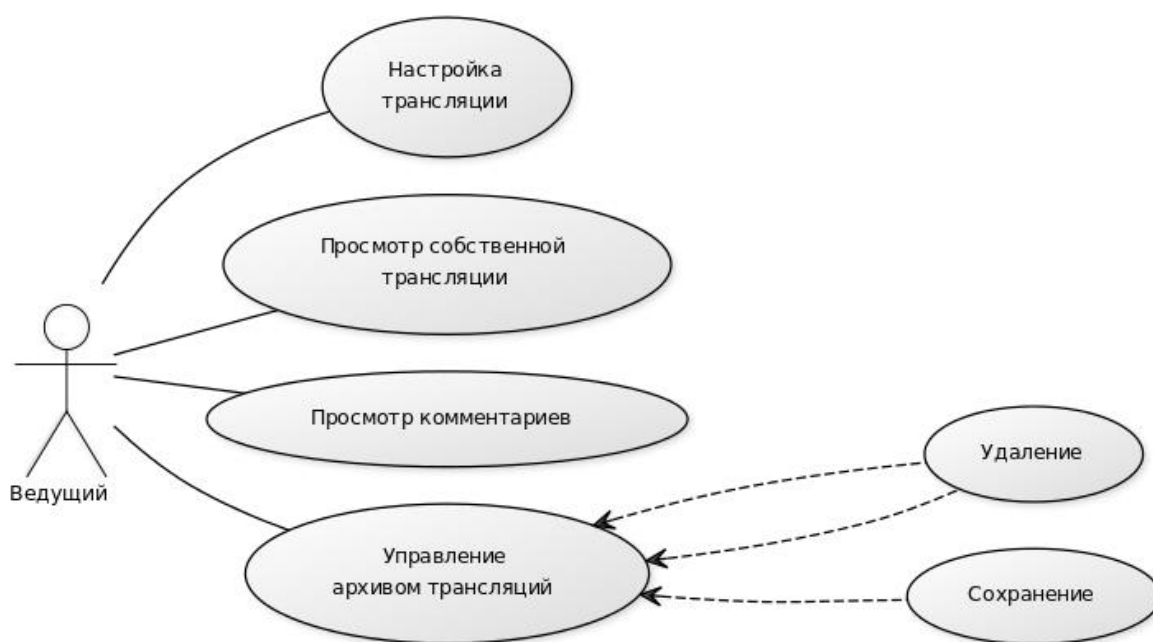 Настройка
трансляции
Просмотр собственной
трансляции
Просмотр комментариев
Удаление
Ведущий
Управление
архивом трансляций
Сохранение